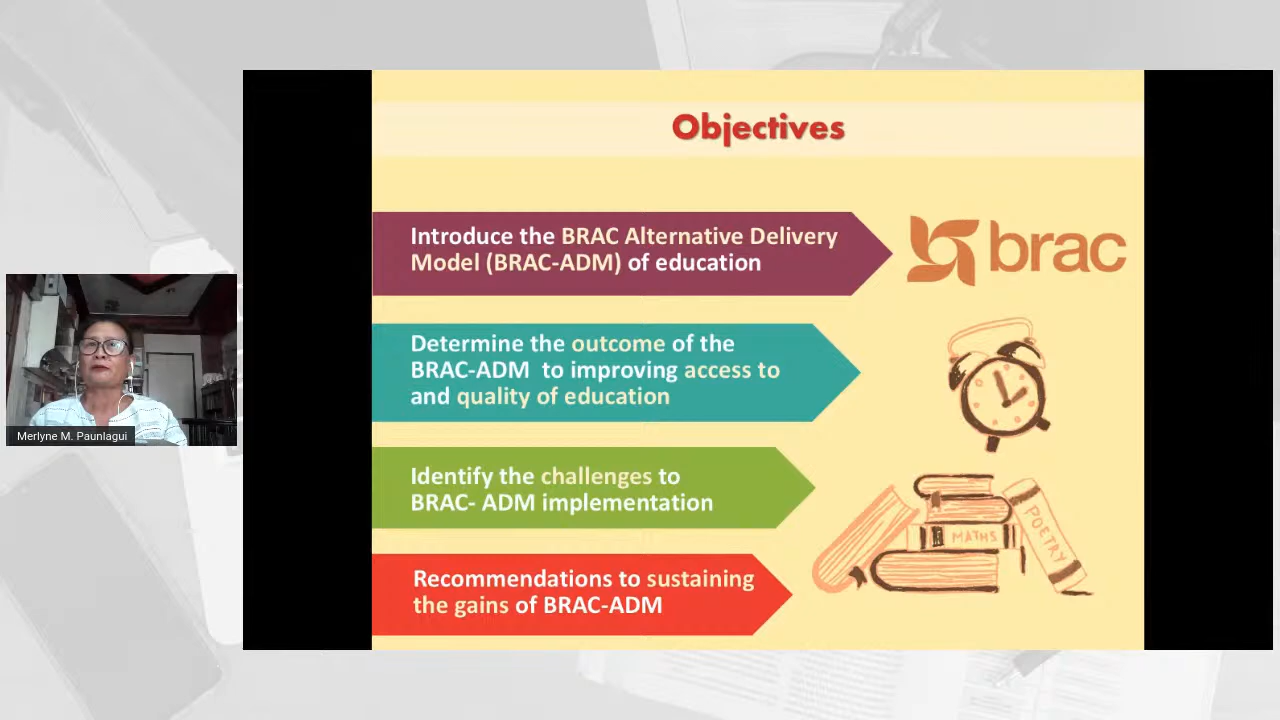 Objectives
Introduce the BRAC Alternative Delivery
Model (BRAC-ADM) of education
brac
Determine the outcome of the
BRAC-ADM to improving access to
and quality of education
Identify the challenges to
BRAC- ADM implementation
Recommendations to sustaining
the gains of BRAC-ADM
MATHS
POETRY
Merlyne M. Paunlagui